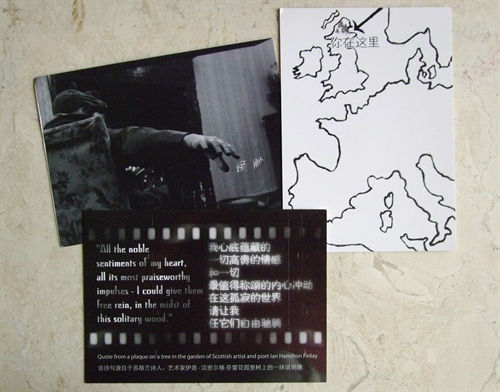 你在这里
接触
"All the noble
sentiments of my heart,
all its most praiseworthy
impulses - I could give them
free rein, in the midst of
this solitary wood."
我心底蕴藏的
一切高贵的情感
和一切
最值得称颂的内心冲动
在这孤寂的世界
请让我
任它们自由驰骋
Quote from a plaque on a tree in the garden of Scottish artist and poet Ian Hamilton Finlay
该诗句源自于苏格兰诗人，艺术家伊恩·汉密尔顿·芬雷花园里树上的一块说明牌